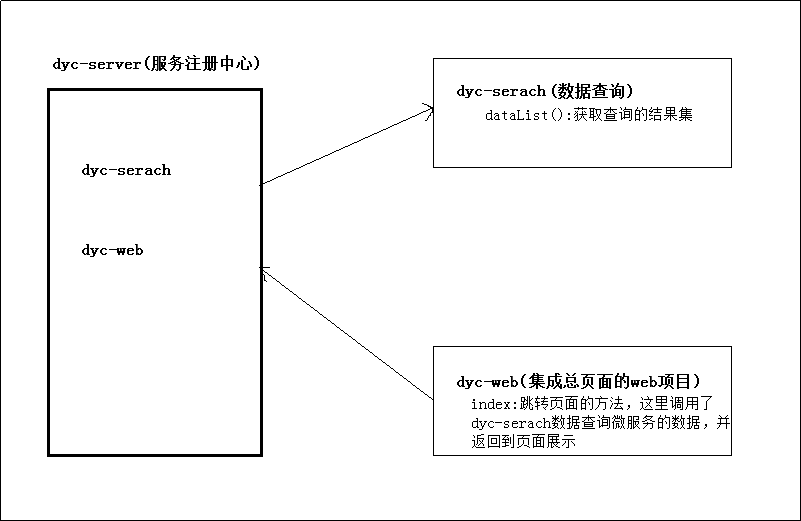 dyc-server(服务注册中心)
dyc-serach
dyc-web
dyc-serach(数据查询)
dataList():获取查询的结果集
dyc-web(集成总页面的web项目)
index:跳转页面的方法，这里调用了
dyc-serach数据查询微服务的数据，并
返回到页面展示